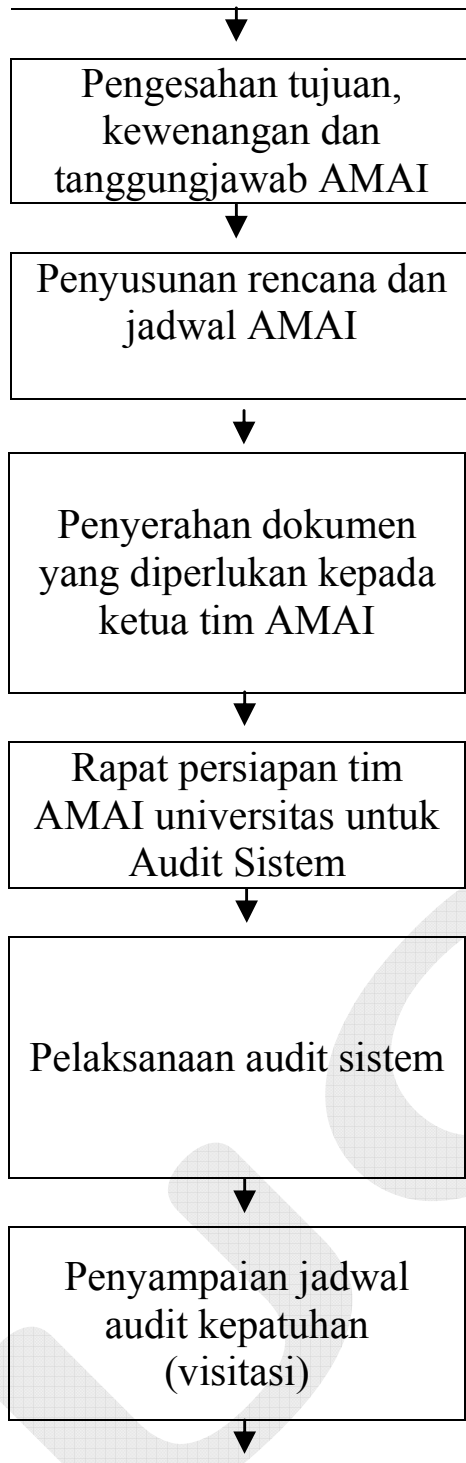 Pengesahan tujuan,
kewenangan dan
tanggungjawab AMAI
Penyusunan rencana dan
jadwal AMAI
Penyerahan dokumen
yang diperlukan kepada
ketua tim AMAI
Rapat persiapan tim
AMAI universitas untuk
Audit Sistem
Pelaksanaan audit sistem
Penyampaian jadwal
audit kepatuhan
(visitasi)